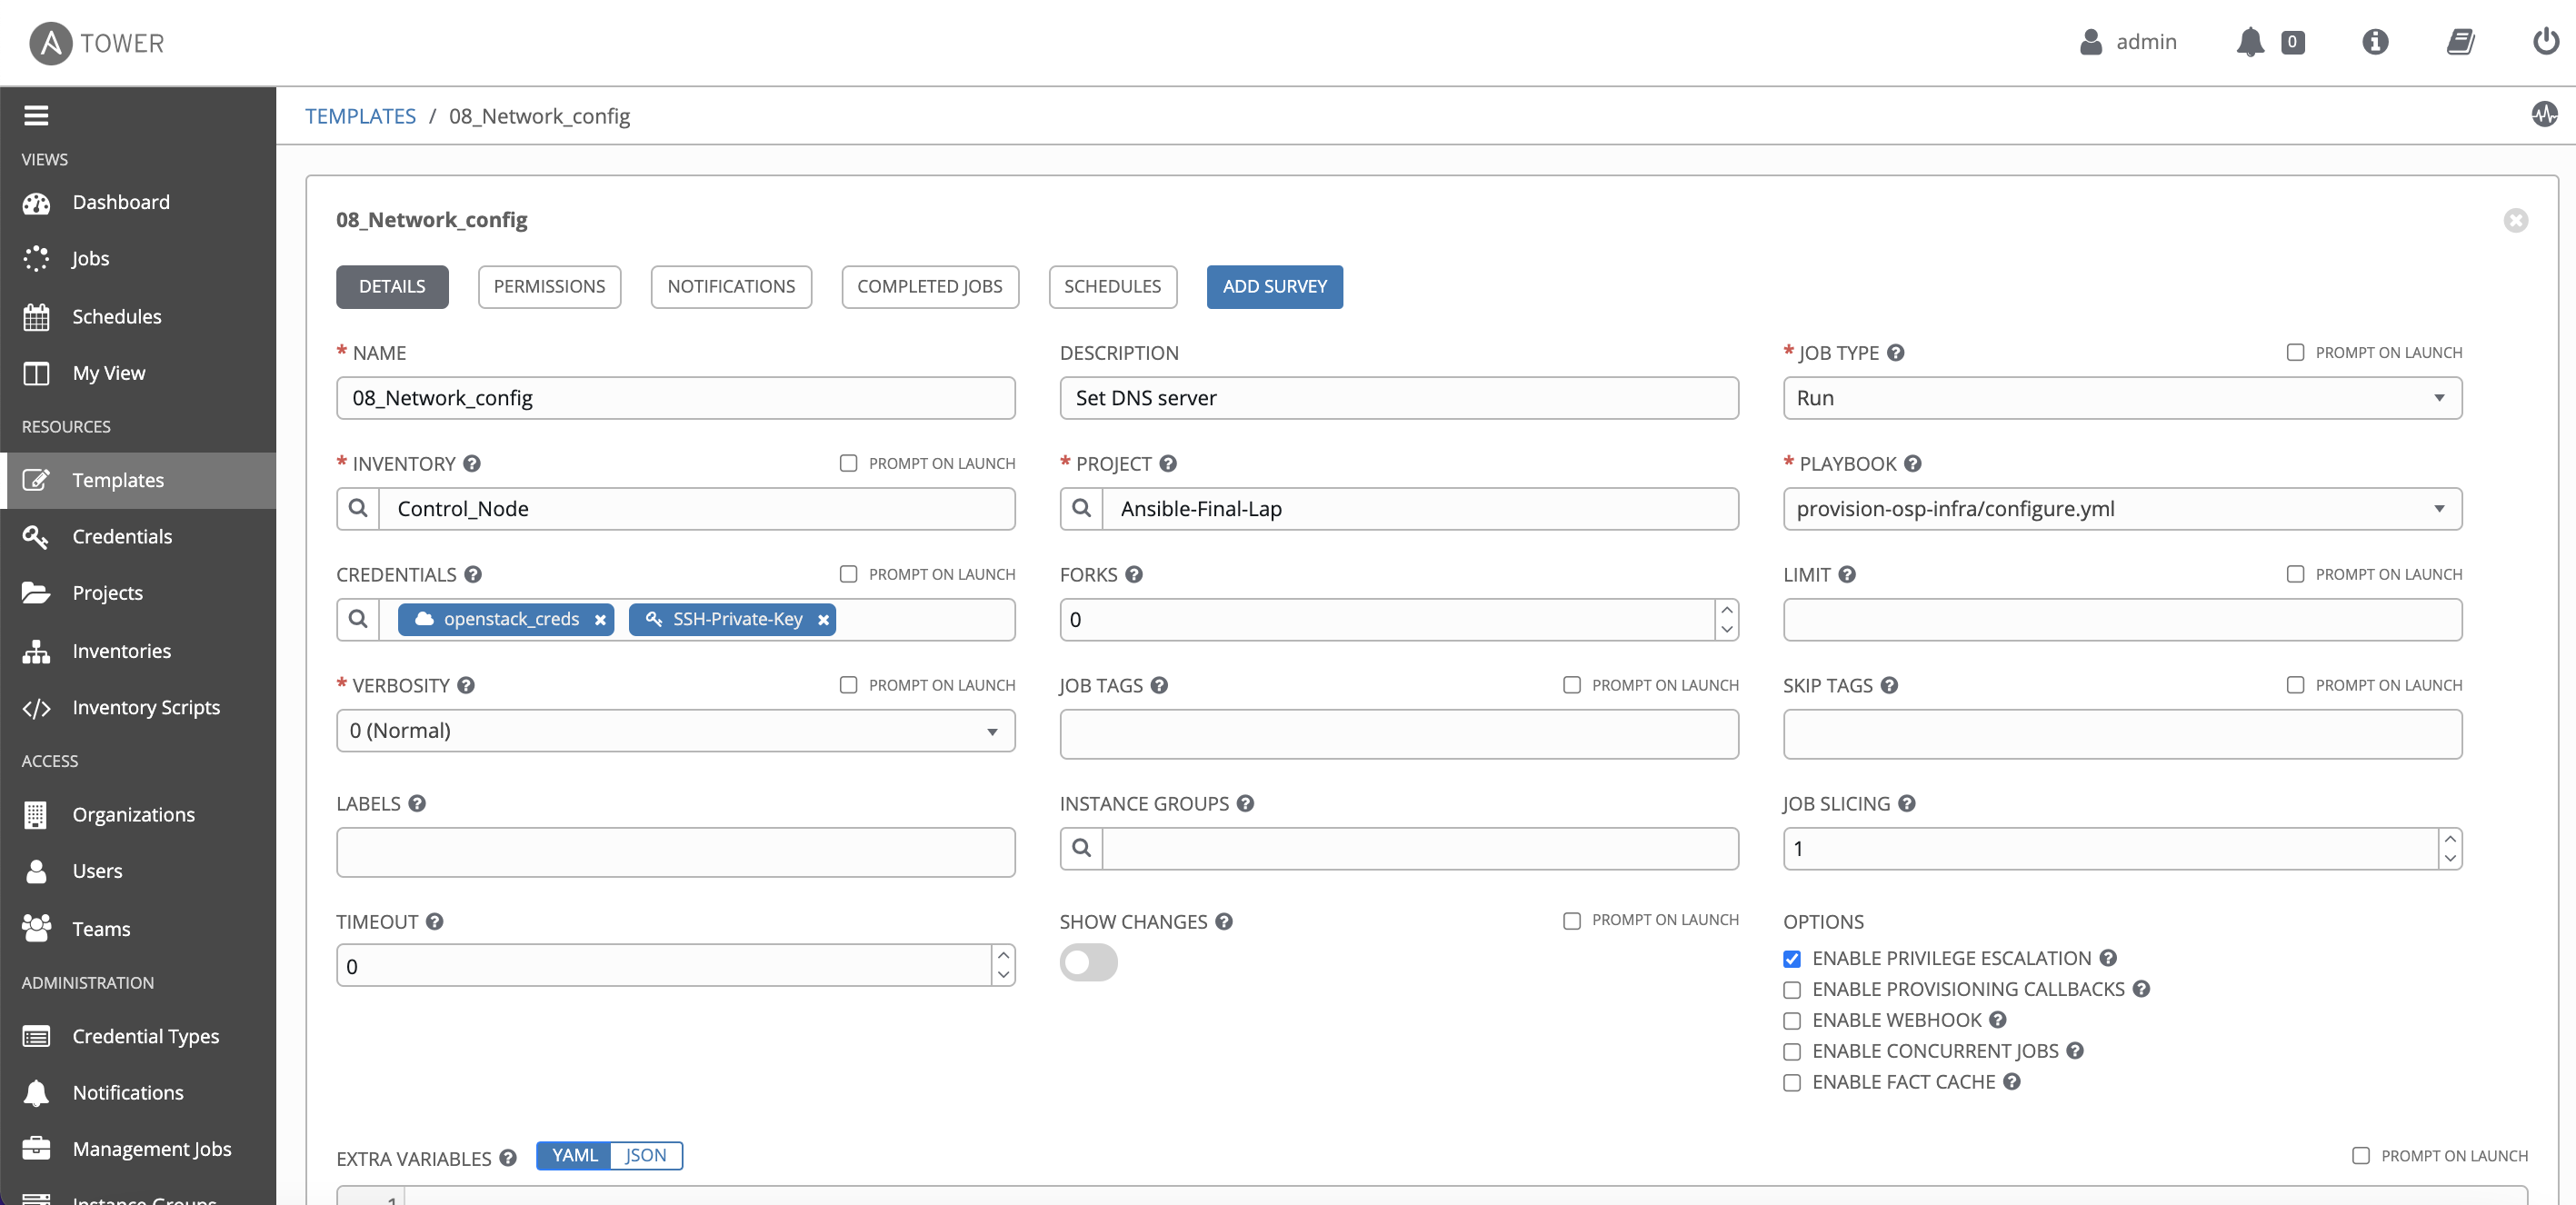 TOWER
admin
0
VIEWS
Dashboard
Jobs
Schedules
My View
RESOURCES
Templates
Credentials
Projects
Inventories
Inventory Scripts
ACCESS
Organizations
Users
Teams
ADMINISTRATION
Credential Types
Notifications
Management Jobs
Instance Groups
TEMPLATES / 08_Network_config
08_Network_config
DETAILS PERMISSIONS NOTIFICATIONS COMPLETED JOBS SCHEDULES ADD SURVEY
* NAME
08_Network_config
DESCRIPTION
Set DNS server
* JOB TYPE PROMPT ON LAUNCH
Run
* INVENTORY PROMPT ON LAUNCH
Control_Node
* PROJECT
Ansible-Final-Lap
* PLAYBOOK
provision-osp-infra/configure.yml
CREDENTIALS PROMPT ON LAUNCH
openstack_creds SSH-Private-Key
FORKS
0
LIMIT PROMPT ON LAUNCH
* VERBOSITY PROMPT ON LAUNCH
0 (Normal)
JOB TAGS PROMPT ON LAUNCH
SKIP TAGS PROMPT ON LAUNCH
LABELS
INSTANCE GROUPS
JOB SLICING
1
TIMEOUT
0
SHOW CHANGES PROMPT ON LAUNCH
OPTIONS
ENABLE PRIVILEGE ESCALATION
ENABLE PROVISIONING CALLBACKS
ENABLE WEBHOOK
ENABLE CONCURRENT JOBS
ENABLE FACT CACHE
EXTRA VARIABLES YAML JSON PROMPT ON LAUNCH
1